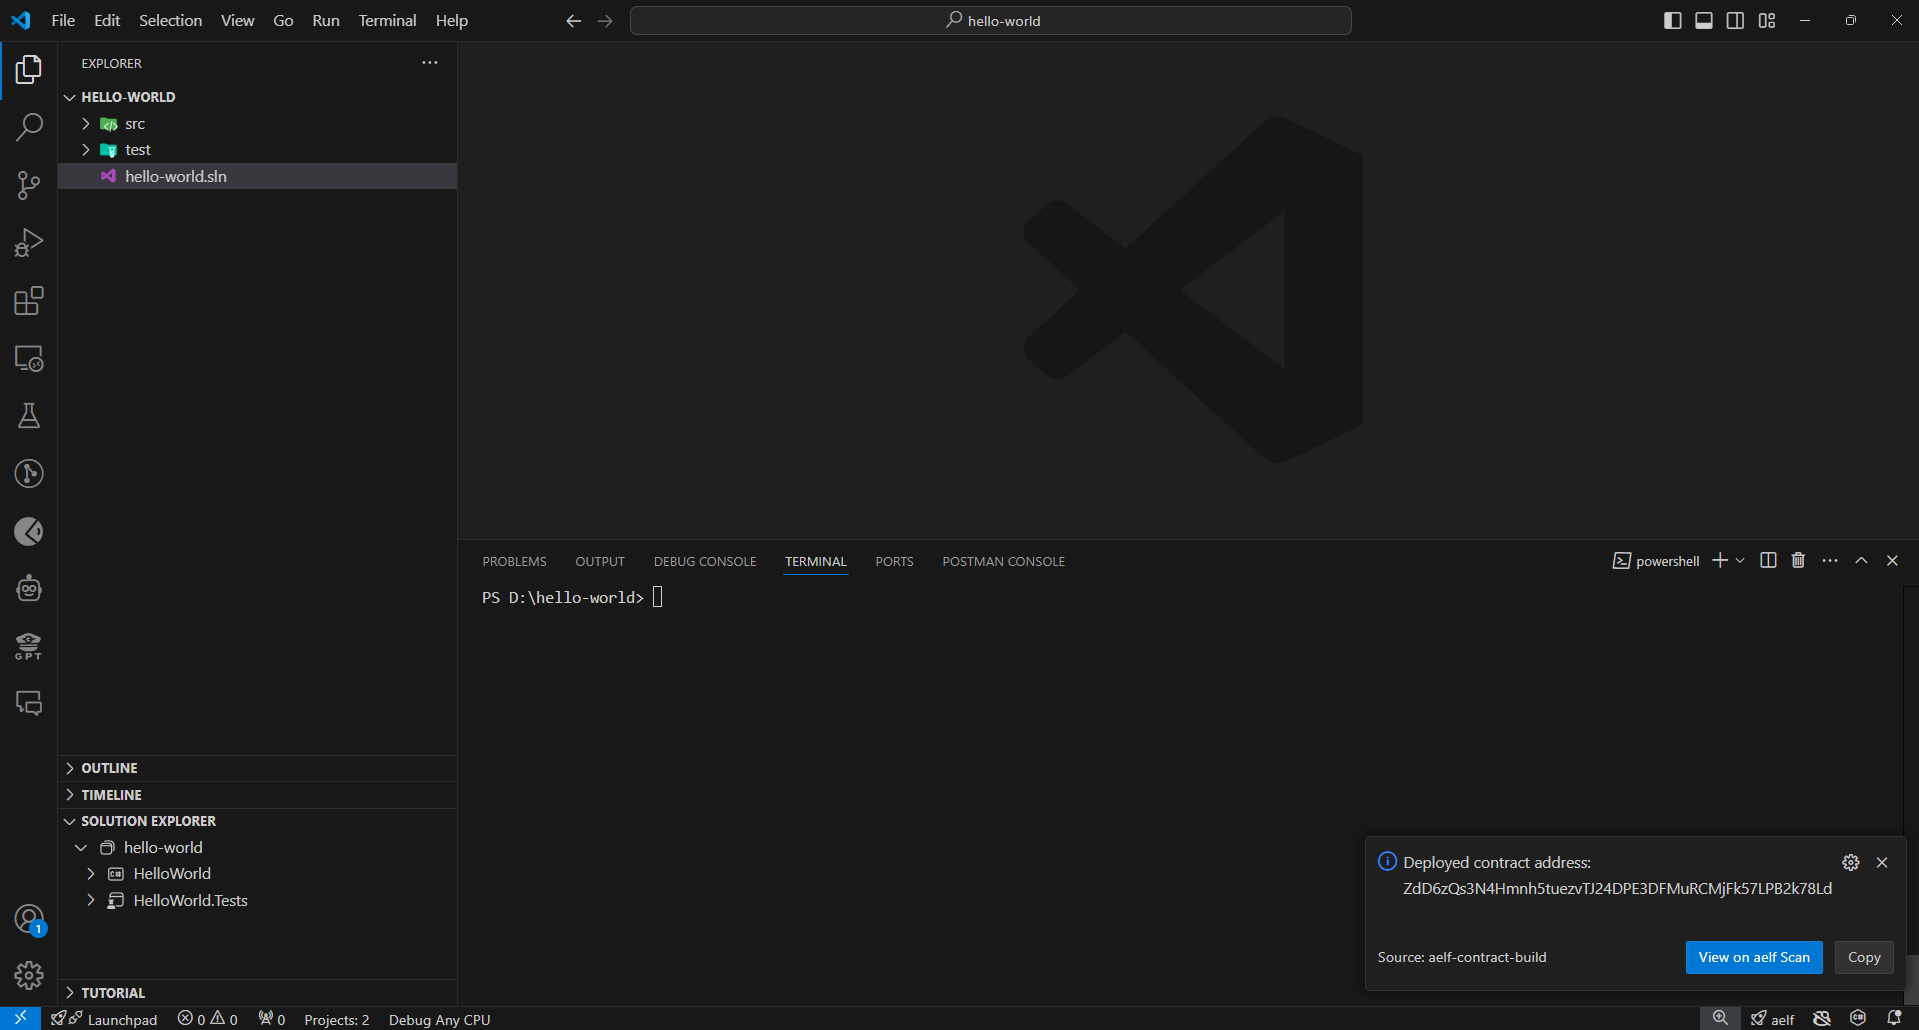 File Edit Selection View Go Run Terminal Help
hello-world
EXPLORER
HELLO-WORLD
src
test
hello-world.sln
GPT
OUTLINE
TIMELINE
SOLUTION EXPLORER
hello-world
HelloWorld
HelloWorld.Tests
TUTORIAL
PROBLEMS OUTPUT DEBUG CONSOLE TERMINAL PORTS POSTMAN CONSOLE
powershell
PS D:\hello-world>
Deployed contract address:
ZdD6zQs3N4Hmnh5tuezvTJ24DPE3DFMuRCMjFk57LPB2k78Ld
Source: aelf-contract-build
View on aelf Scan
Copy
1
Launchpad 0 0 0 Projects: 2 Debug Any CPU
aelf